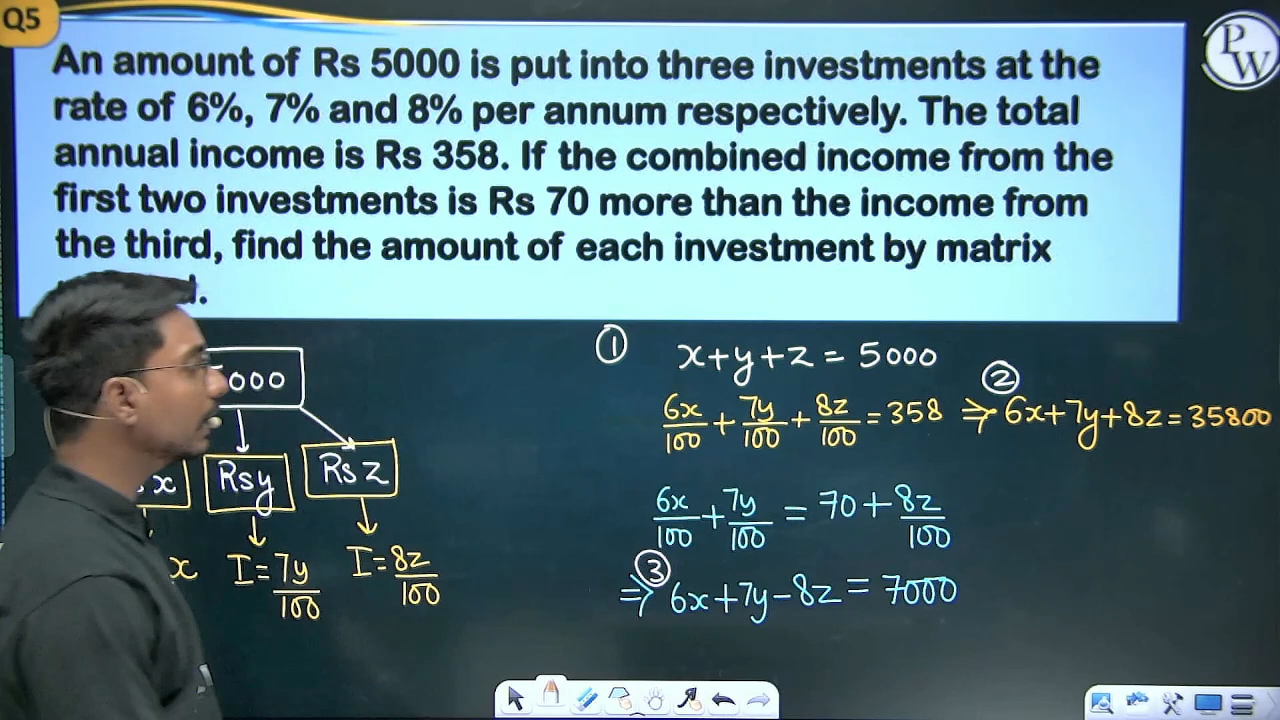 Q5
PW
An amount of Rs 5000 is put into three investments at the
rate of 6%, 7% and 8% per annum respectively. The total
annual income is Rs 358. If the combined income from the
first two investments is Rs 70 more than the income from
the third, find the amount of each investment by matrix
① x+y+z = 5000
6x/100 + 7y/100 + 8z/100 = 358 ⇒ ② 6x+7y+8z = 35800
6x/100 + 7y/100 = 70 + 8z/100
⇒ ③ 6x+7y-8z = 7000
5000
x
Rs y
Rs z
x
I = 7y/100
I = 8z/100